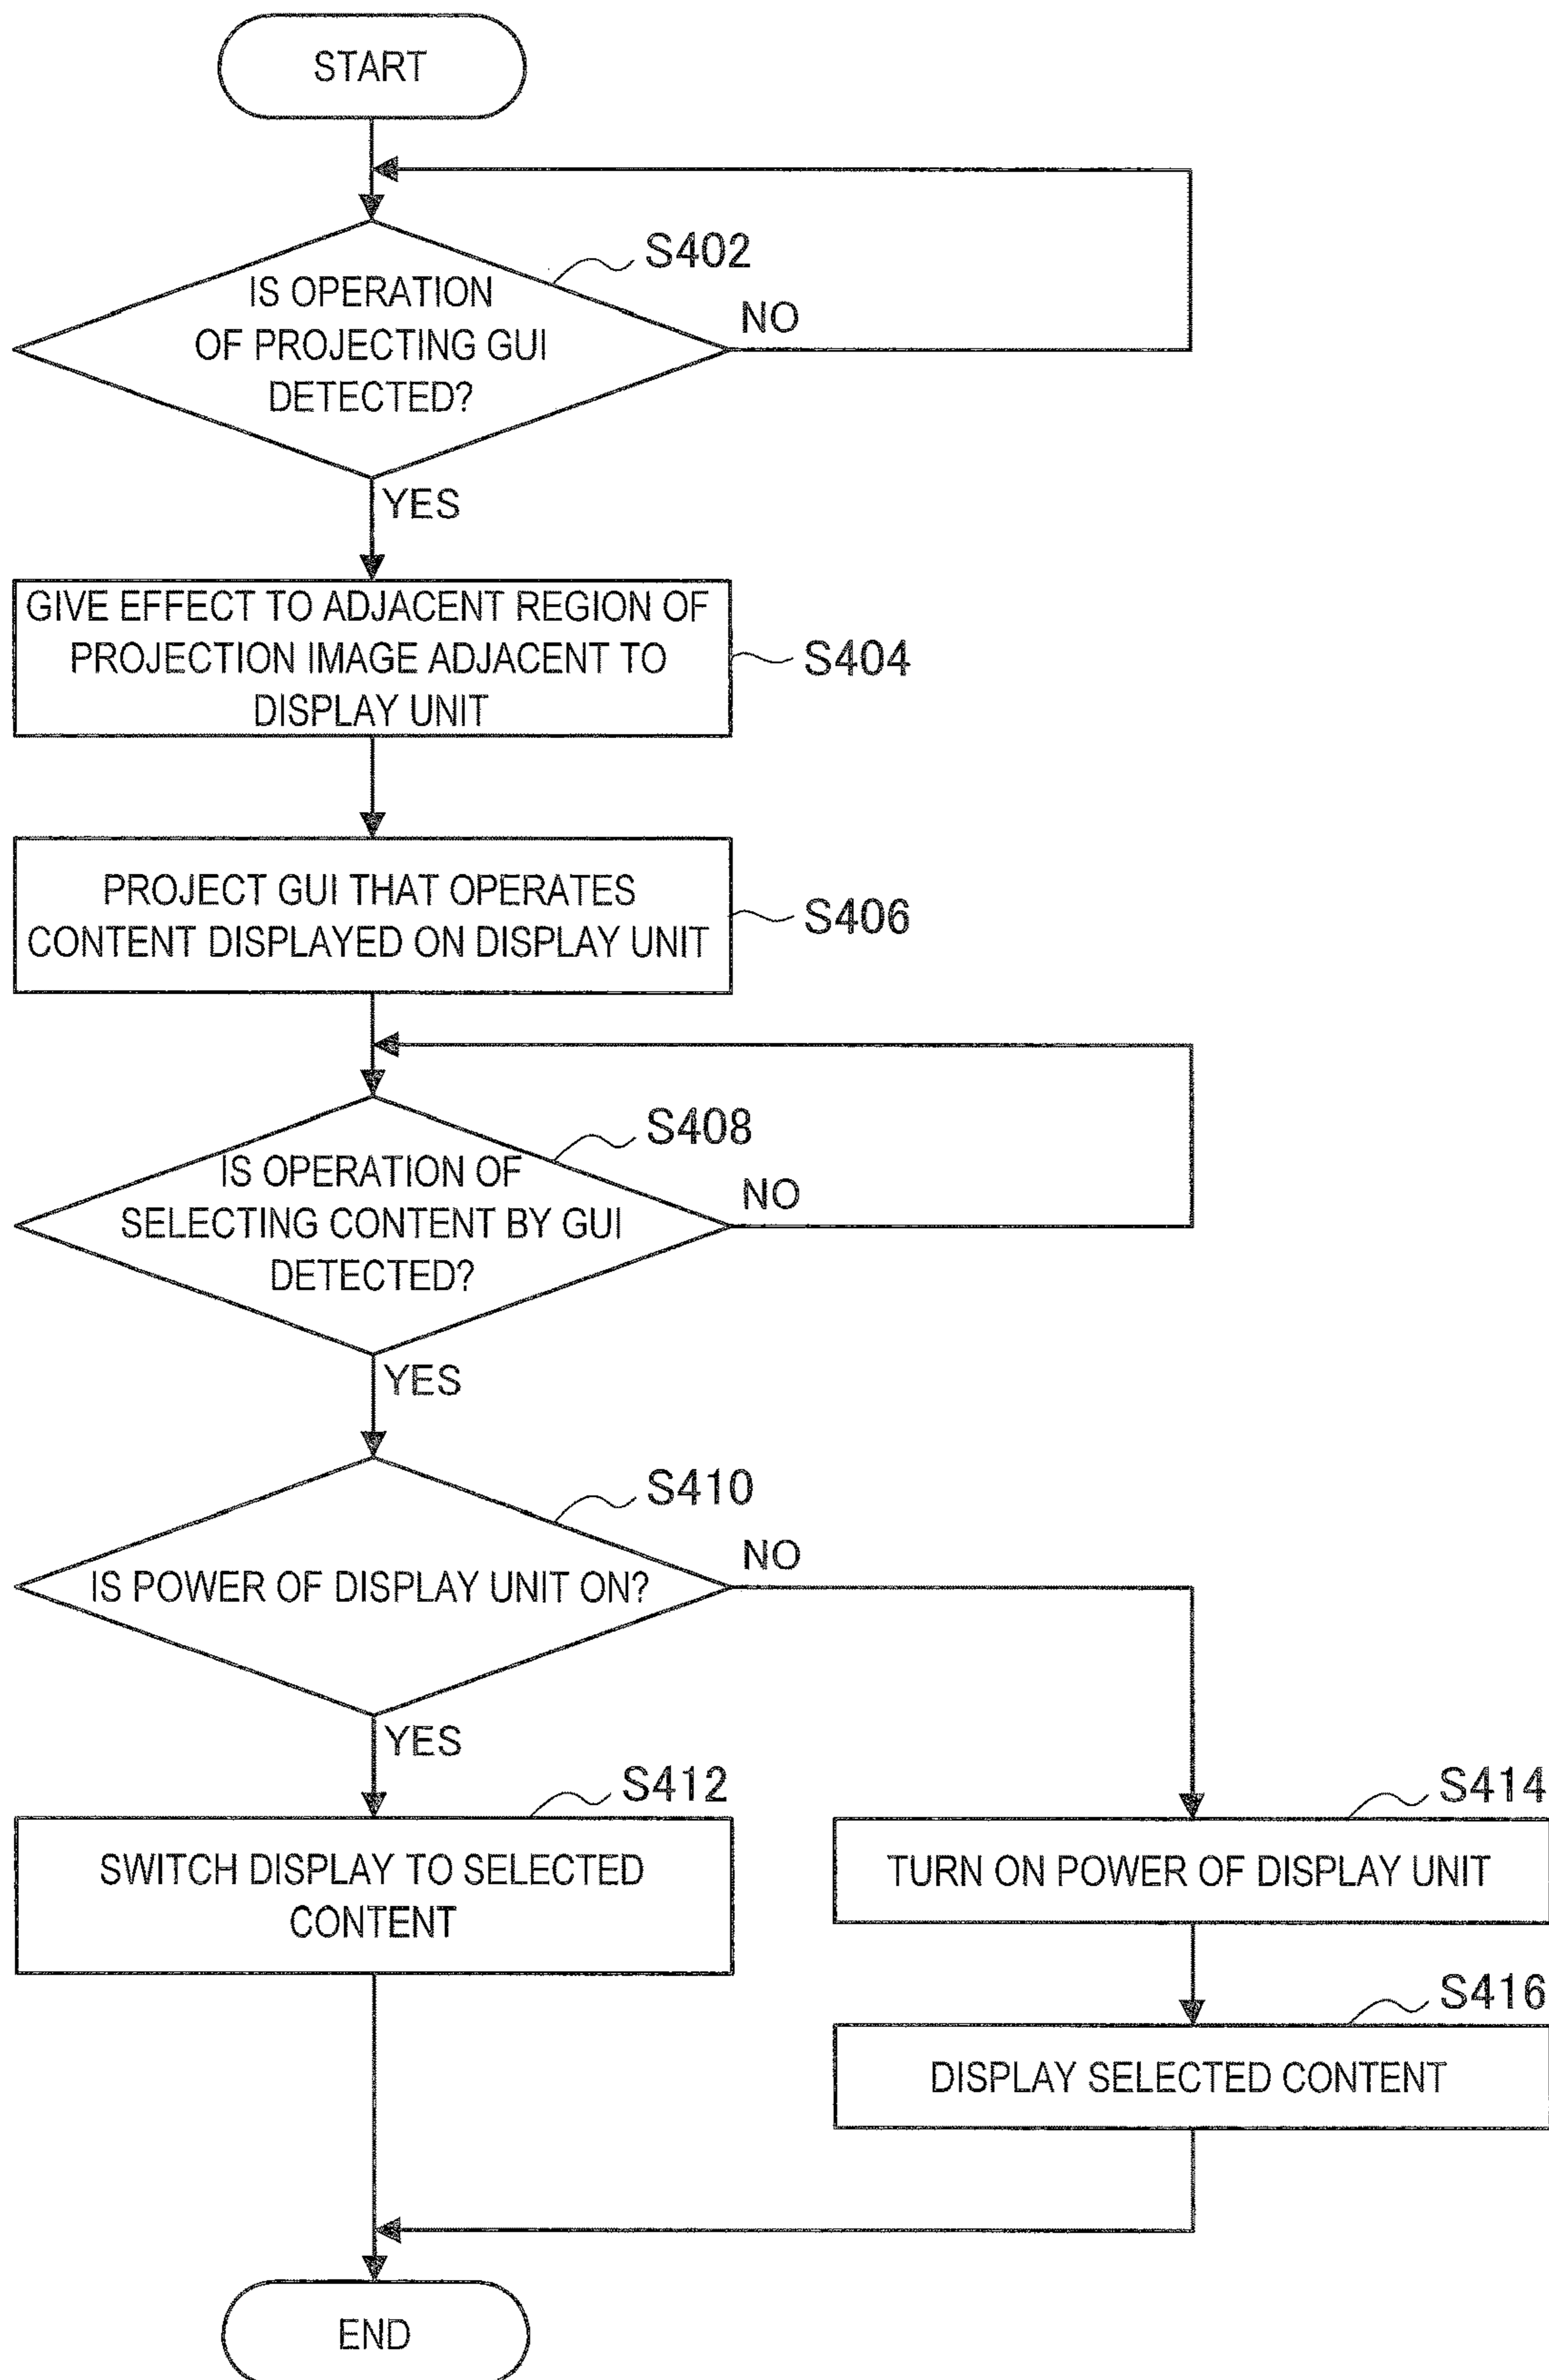 START
S402
IS OPERATION
OF PROJECTING GUI
DETECTED?
NO
YES
GIVE EFFECT TO ADJACENT REGION OF
PROJECTION IMAGE ADJACENT TO
DISPLAY UNIT
S404
PROJECT GUI THAT OPERATES
CONTENT DISPLAYED ON DISPLAY UNIT
S406
S408
IS OPERATION OF
SELECTING CONTENT BY GUI
DETECTED?
NO
YES
S410
IS POWER OF DISPLAY UNIT ON?
NO
YES
S412
SWITCH DISPLAY TO SELECTED
CONTENT
S414
TURN ON POWER OF DISPLAY UNIT
S416
DISPLAY SELECTED CONTENT
END